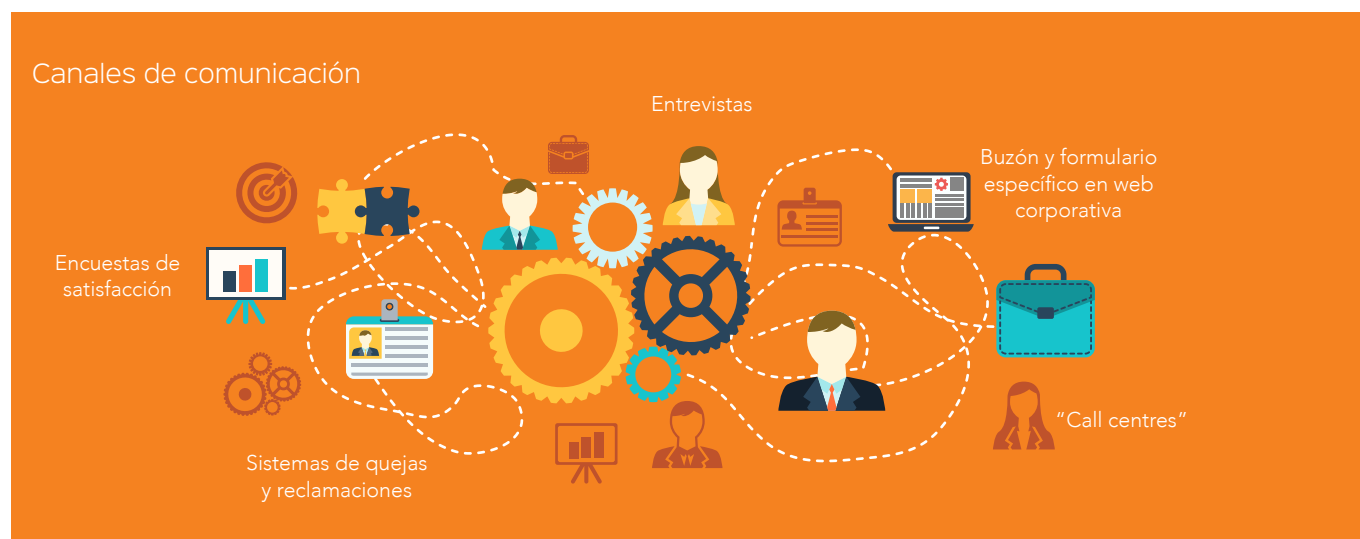 Canales de comunicación
Entrevistas
Buzón y formulario
específico en web
corporativa
Encuestas de
satisfacción
"Call centres"
Sistemas de quejas
y reclamaciones